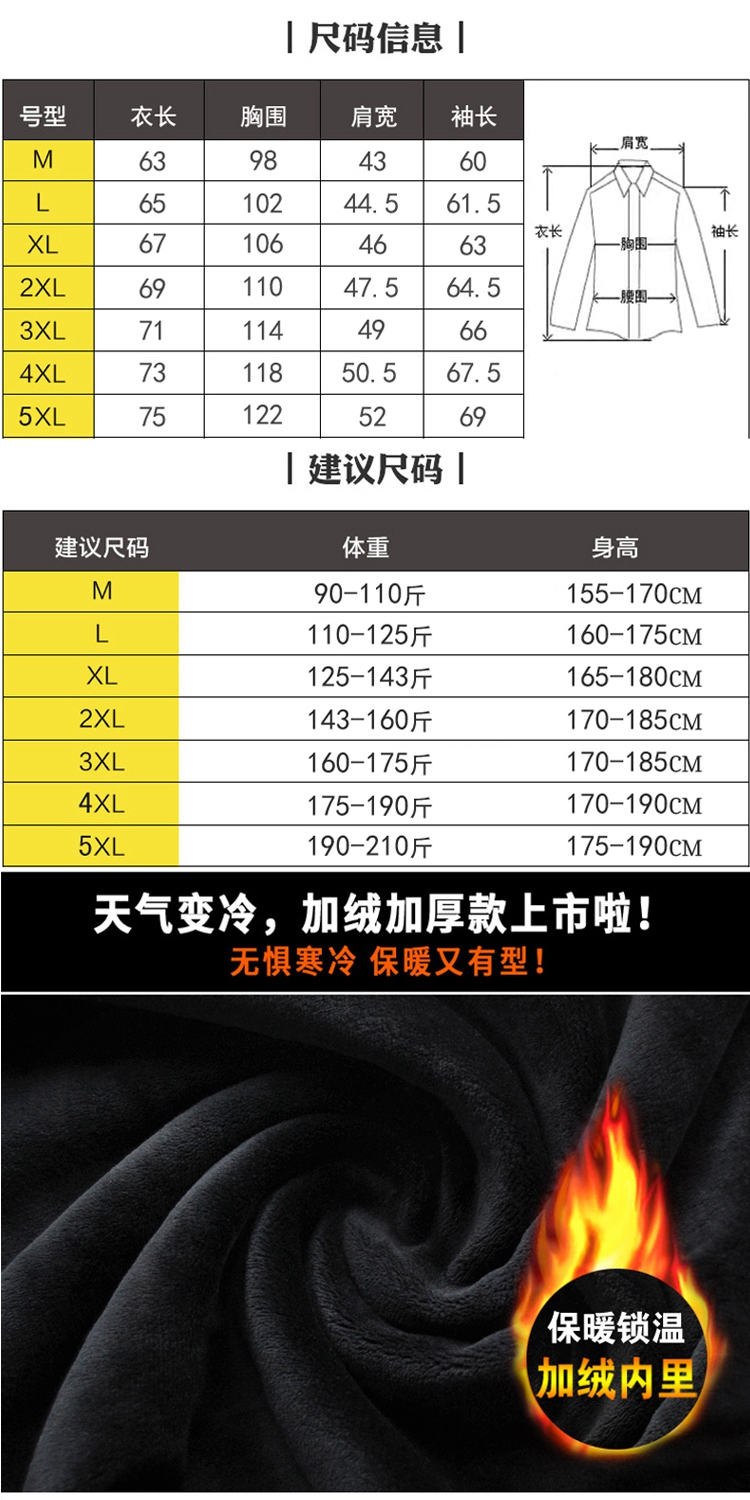 尺码信息
号型 衣长 胸围 肩宽 袖长
M 63 98 43 60
L 65 102 44.5 61.5
XL 67 106 46 63
2XL 69 110 47.5 64.5
3XL 71 114 49 66
4XL 73 118 50.5 67.5
5XL 75 122 52 69
肩宽
衣长
袖长
胸围
腰围
建议尺码
建议尺码 体重 身高
M 90-110斤 155-170CM
L 110-125斤 160-175CM
XL 125-143斤 165-180CM
2XL 143-160斤 170-185CM
3XL 160-175斤 170-185CM
4XL 175-190斤 170-190CM
5XL 190-210斤 175-190CM
天气变冷，加绒加厚款上市啦！
无惧寒冷 保暖又有型！
保暖锁温
加绒内里